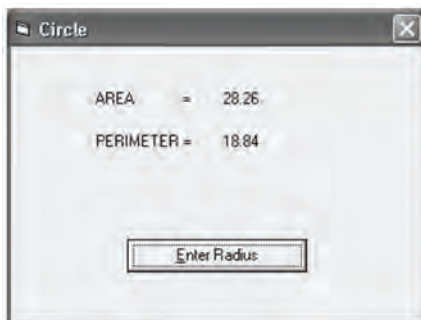 Circle
AREA = 28.26
PERIMETER = 18.84
Enter Radius